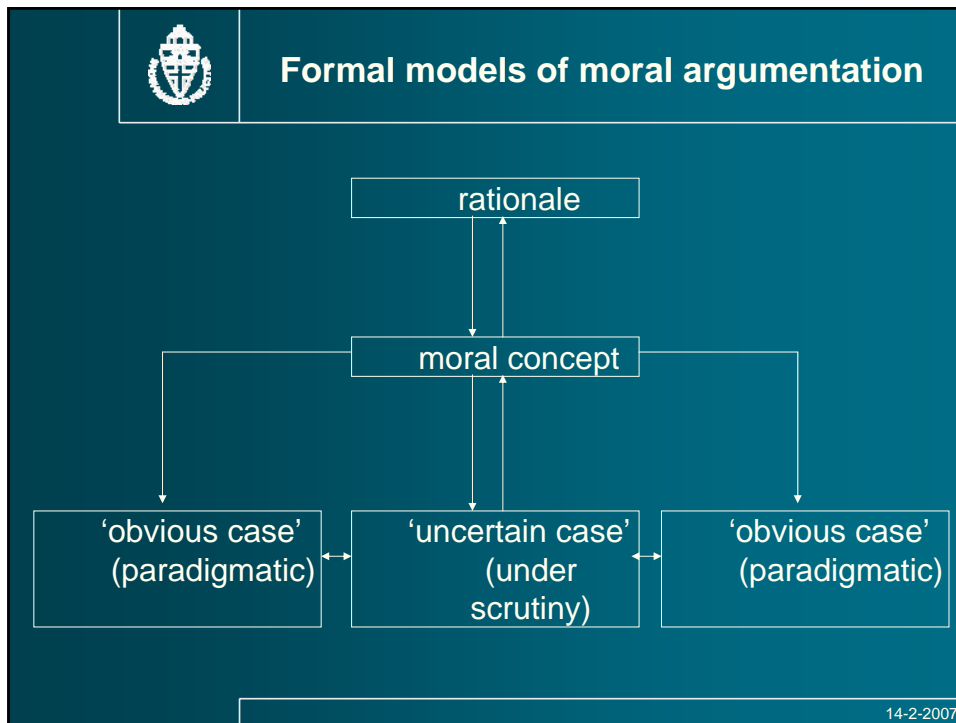 Formal models of moral argumentation
rationale
moral concept
‘obvious case’
(paradigmatic)
‘uncertain case’
(under
scrutiny)
‘obvious case’
(paradigmatic)
14-2-2007